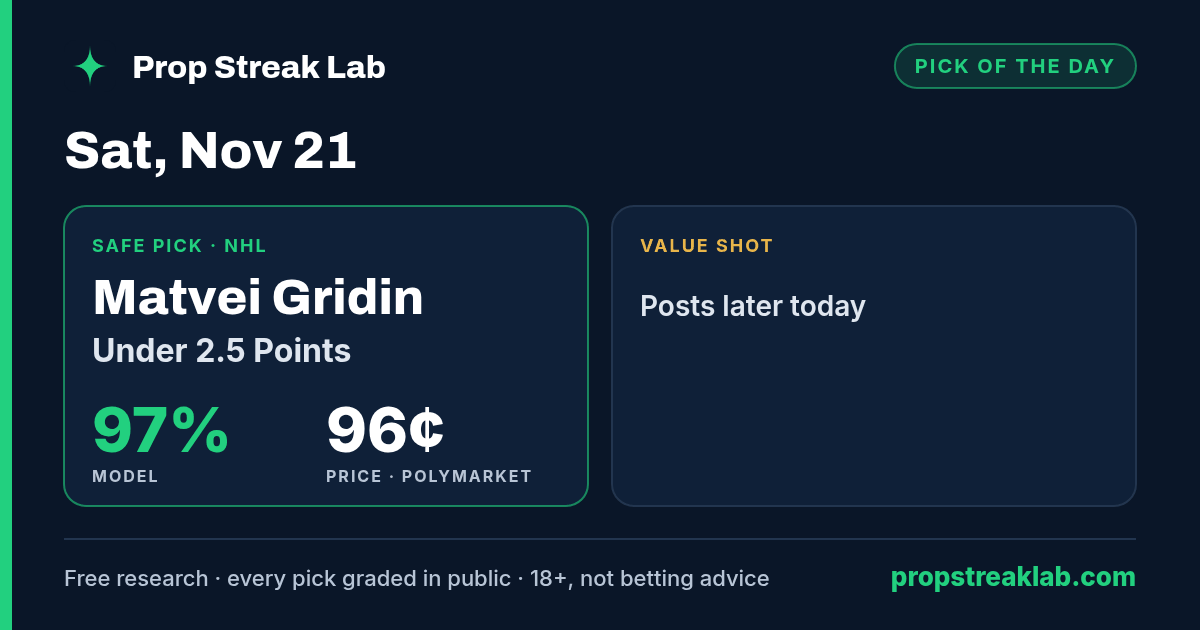 Prop Streak Lab
PICK OF THE DAY
Sat, Nov 21
SAFE PICK · NHL
Matvei Gridin
Under 2.5 Points
97%
MODEL
96¢
PRICE · POLYMARKET
VALUE SHOT
Posts later today
Free research · every pick graded in public · 18+, not betting advice
propstreaklab.com